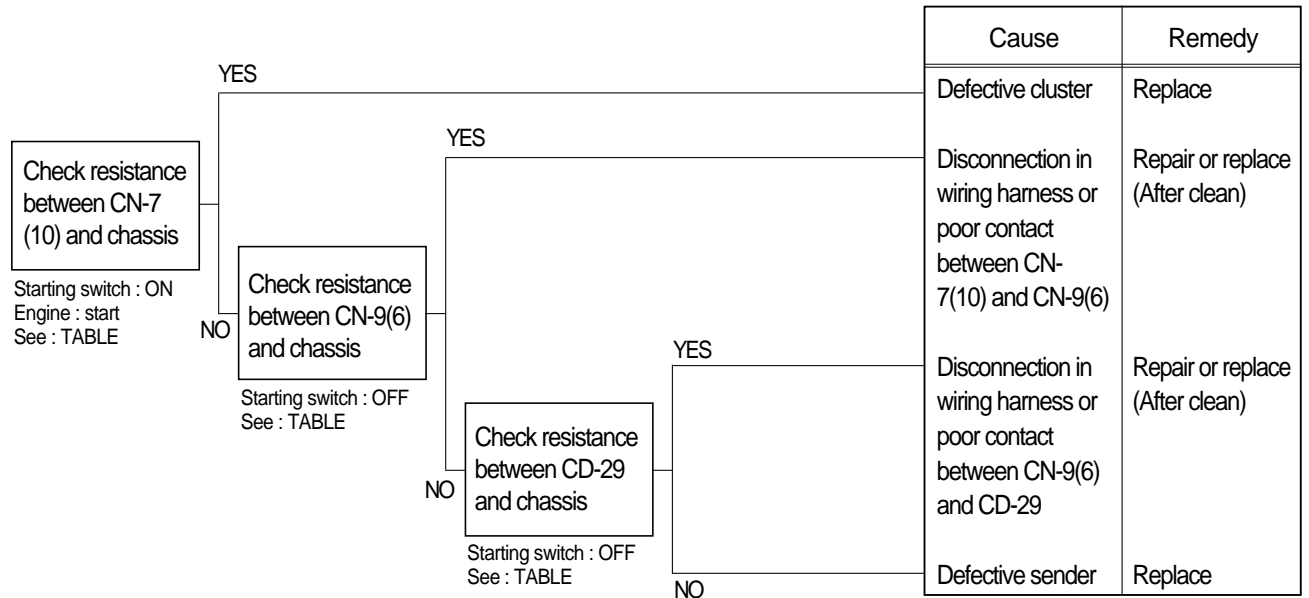 Cause Remedy
YES
Defective cluster Replace
YES
Check resistance
between CN-7
(10) and chassis
Starting switch : ON
Engine : start
See : TABLE
NO
Check resistance
between CN-9(6)
and chassis
Starting switch : OFF
See : TABLE
Disconnection in
wiring harness or
poor contact
between CN-
7(10) and CN-9(6)
Repair or replace
(After clean)
YES
NO
Check resistance
between CD-29
and chassis
Starting switch : OFF
See : TABLE
Disconnection in
wiring harness or
poor contact
between CN-9(6)
and CD-29
Repair or replace
(After clean)
NO
Defective sender Replace